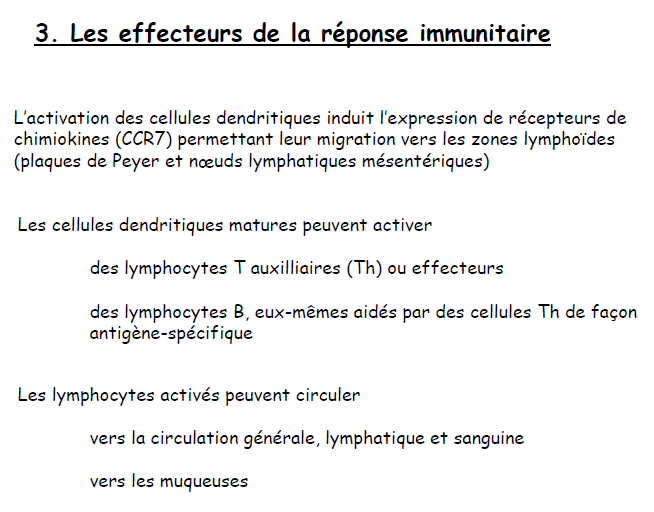 3. Les effecteurs de la réponse immunitaire
L'activation des cellules dendritiques induit l'expression de récepteurs de
chimiokines (CCR7) permettant leur migration vers les zones lymphoïdes
(plaques de Peyer et nœuds lymphatiques mésentériques)
Les cellules dendritiques matures peuvent activer
des lymphocytes T auxilliaires (Th) ou effecteurs
des lymphocytes B, eux-mêmes aidés par des cellules Th de façon
antigène-spécifique
Les lymphocytes activés peuvent circuler
vers la circulation générale, lymphatique et sanguine
vers les muqueuses